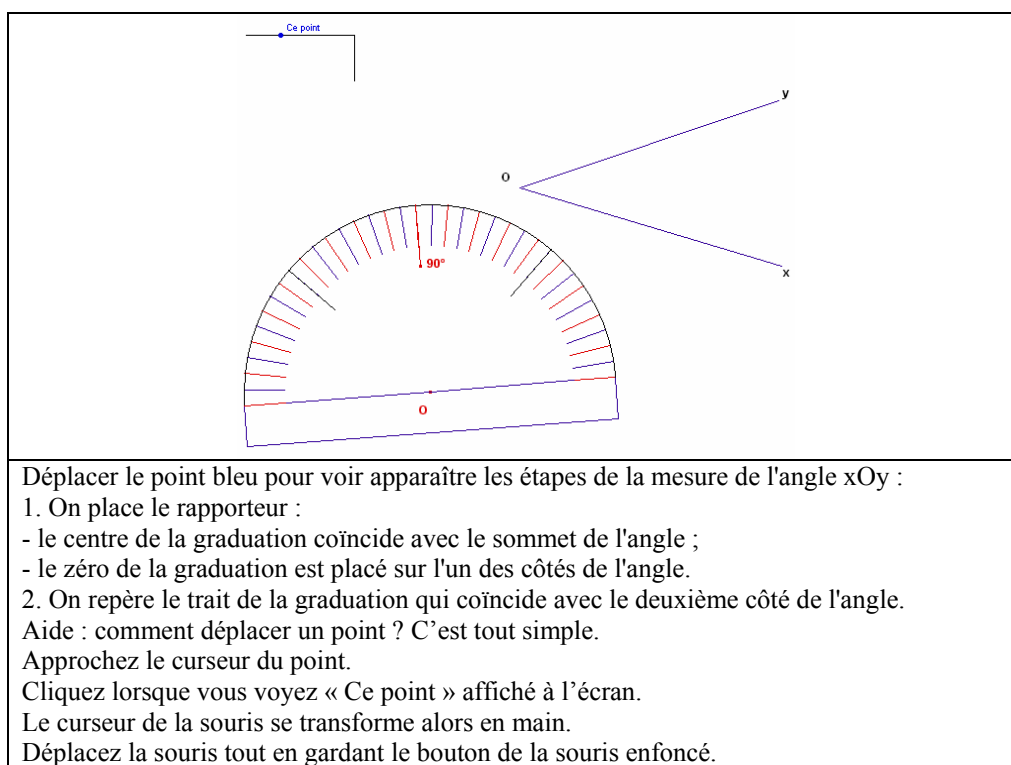 Ce point
y
O
x
90°
O
Déplacer le point bleu pour voir apparaître les étapes de la mesure de l'angle xOy :
1. On place le rapporteur :
- le centre de la graduation coïncide avec le sommet de l'angle ;
- le zéro de la graduation est placé sur l'un des côtés de l'angle.
2. On repère le trait de la graduation qui coïncide avec le deuxième côté de l'angle.
Aide : comment déplacer un point ? C’est tout simple.
Approchez le curseur du point.
Cliquez lorsque vous voyez « Ce point » affiché à l’écran.
Le curseur de la souris se transforme alors en main.
Déplacez la souris tout en gardant le bouton de la souris enfoncé.